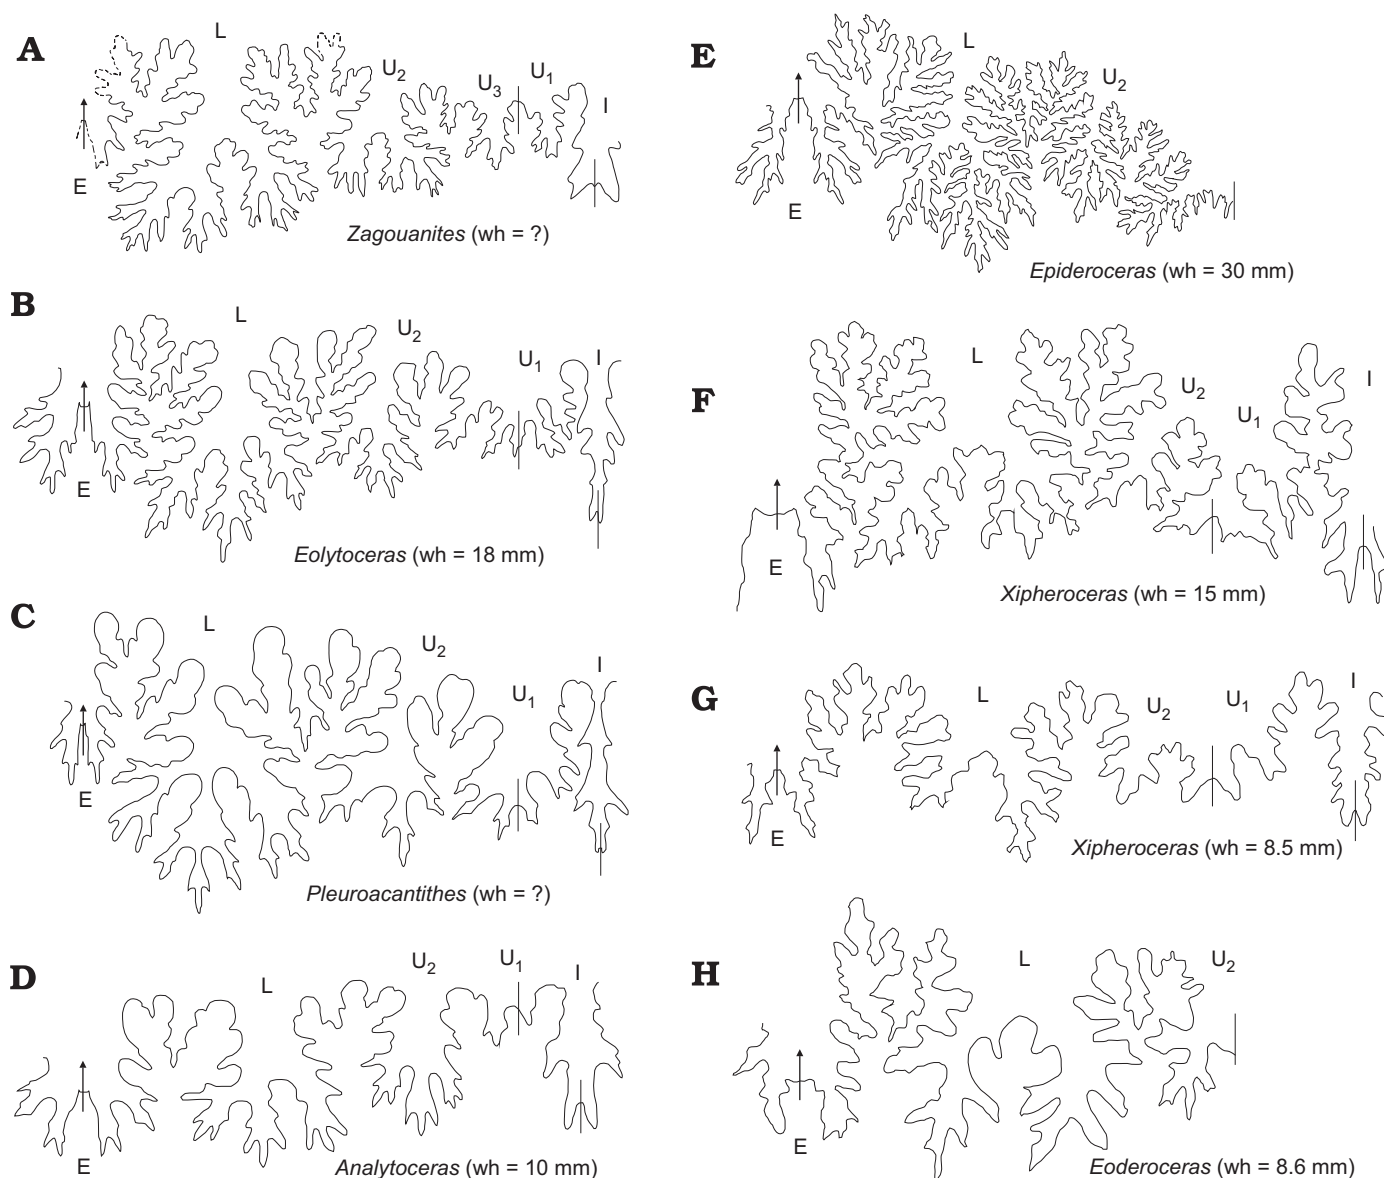 A
L
U2
U3
U1
I
E
Zagouanites (wh = ?)
B
L
U2
U1
I
E
Eolytoceras (wh = 18 mm)
C
L
U2
U1
I
E
Pleuroacantithes (wh = ?)
D
L
U2
U1
I
E
Analytoceras (wh = 10 mm)
E
L
U2
E
Epideroceras (wh = 30 mm)
F
L
U2
U1
I
E
Xipheroceras (wh = 15 mm)
G
L
U2
U1
I
E
Xipheroceras (wh = 8.5 mm)
H
L
U2
E
Eoderoceras (wh = 8.6 mm)